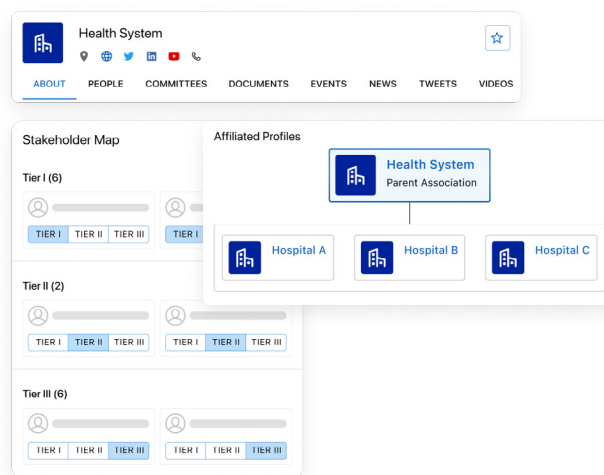 Health System
ABOUT PEOPLE COMMITTEES DOCUMENTS EVENTS NEWS TWEETS VIDEOS
Stakeholder Map
Tier I (6)
TIER I TIER II TIER III TIER I
Tier II (2)
TIER I TIER II TIER III TIER I TIER II TIER III
Tier III (6)
TIER I TIER II TIER III TIER I TIER II TIER III
Affiliated Profiles
Health System
Parent Association
Hospital A Hospital B Hospital C